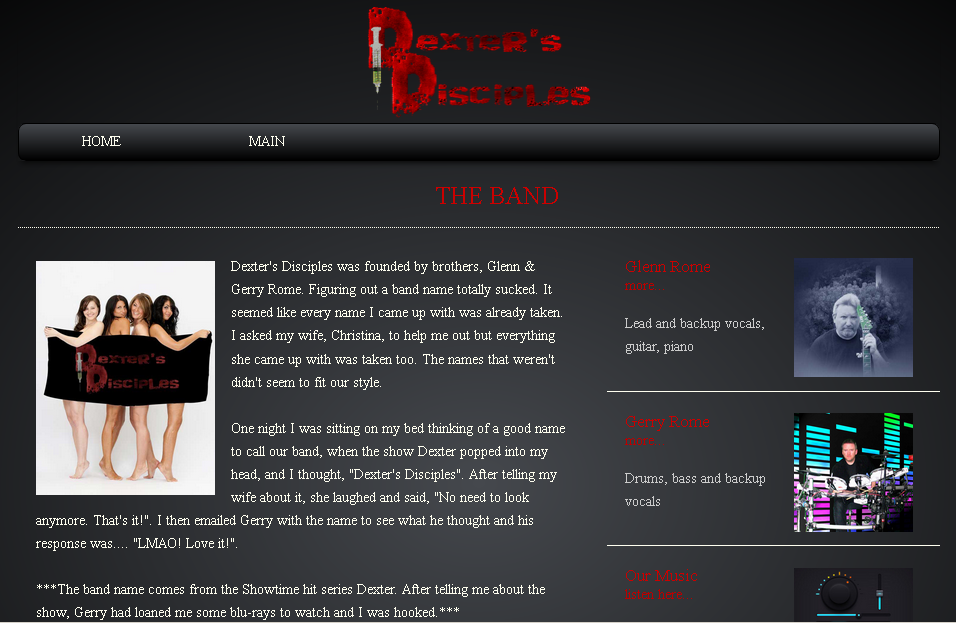 Dexter's
Disciples
HOME MAIN
THE BAND
Dexter's Disciples was founded by brothers, Glenn &
Gerry Rome. Figuring out a band name totally sucked. It
seemed like every name I came up with was already taken.
I asked my wife, Christina, to help me out but everything
she came up with was taken too. The names that weren't
didn't seem to fit our style.
One night I was sitting on my bed thinking of a good name
to call our band, when the show Dexter popped into my
head, and I thought, "Dexter's Disciples". After telling my
wife about it, she laughed and said, "No need to look
anymore. That's it!". I then emailed Gerry with the name to see what he thought and his
response was.... "LMAO! Love it!".
***The band name comes from the Showtime hit series Dexter. After telling me about the
show, Gerry had loaned me some blu-rays to watch and I was hooked.***
Dexter's
Disciples
Glenn Rome
more
Lead and backup vocals,
guitar, piano
Gerry Rome
more
Drums, bass and backup
vocals
Our Music
listen here